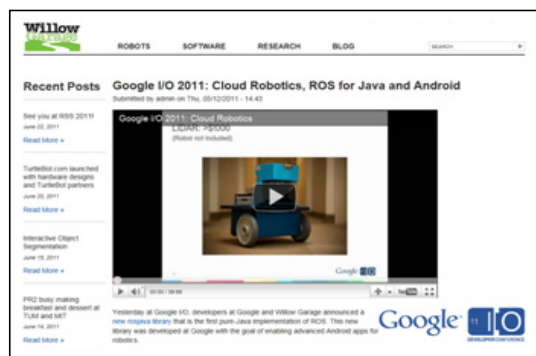 Willow
Garage
ROBOTS
SOFTWARE
RESEARCH
BLOG
SEARCH
Recent Posts
See you at RSS 2011!
June 22, 2011
Read More »
TurtleBot.com launched
with hardware designs
and TurtleBot partners
June 20, 2011
Read More »
Interactive Object
Segmentation
June 15, 2011
Read More »
PR2 busy making
breakfast and dessert at
TUM and MIT
June 14, 2011
Read More »
Google I/O 2011: Cloud Robotics, ROS for Java and Android
Submitted by admin on Thu, 05/12/2011 - 14:43
Google I/O 2011: Cloud Robotics
LIDAR: >$1000
(Robot not included)
Google IO
YouTube
Yesterday at Google I/O, developers at Google and Willow Garage announced a
new rosjava library that is the first pure-Java implementation of ROS. This new
library was developed at Google with the goal of enabling advanced Android apps for
robotics.
Google 11 IO
DEVELOPER CONFERENCE